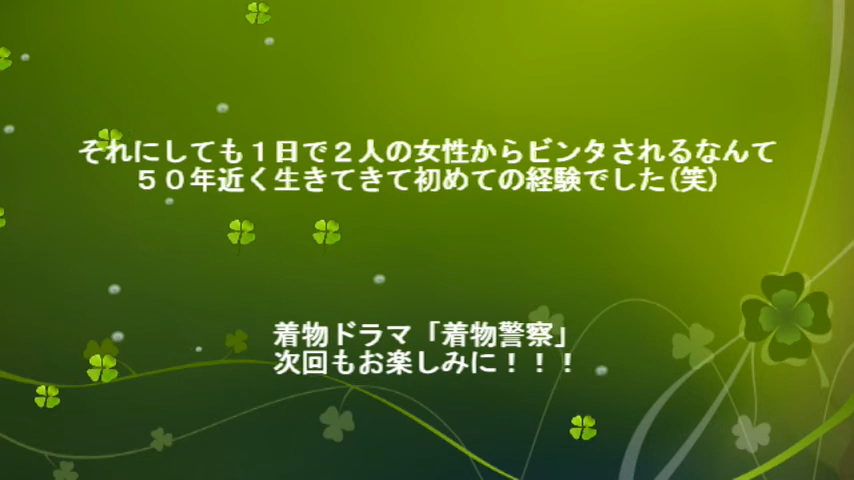 それにしても１日で２人の女性からビンタされるなんて
５０年近く生きてきて初めての経験でした(笑)
着物ドラマ「着物警察」
次回もお楽しみに！！！